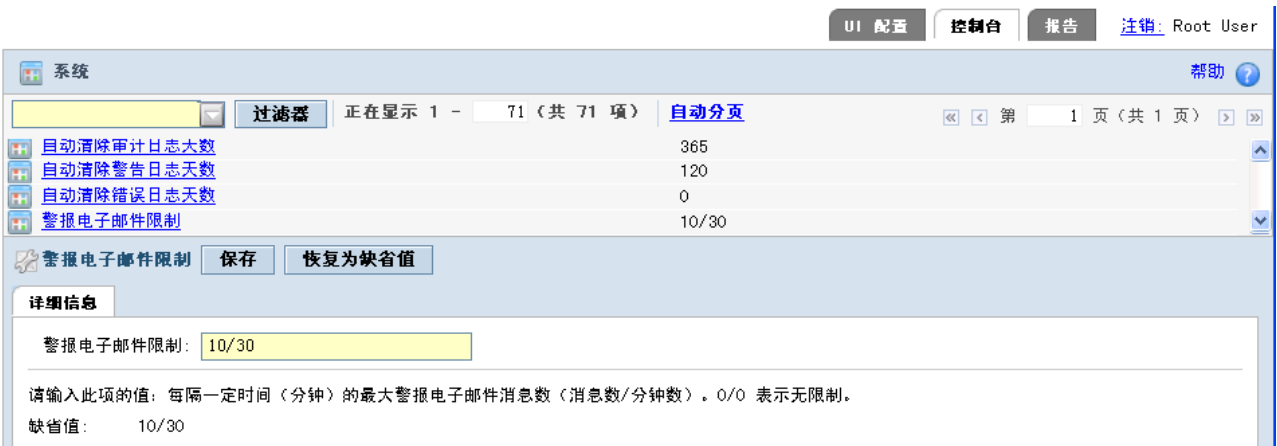 UI 配置 控制台 报告 注销: Root User
系统 帮助
过滤器 正在显示 1 - 71 (共 71 项) 自动分页 第 1 页(共 1 页)
自动清除审计日志天数 365
自动清除警告日志天数 120
自动清除错误日志天数 0
警报电子邮件限制 10/30
警报电子邮件限制 保存 恢复为缺省值
详细信息
警报电子邮件限制: 10/30
请输入此项的值: 每隔一定时间(分钟)的最大警报电子邮件消息数(消息数/分钟数)。0/0 表示无限制。
缺省值: 10/30